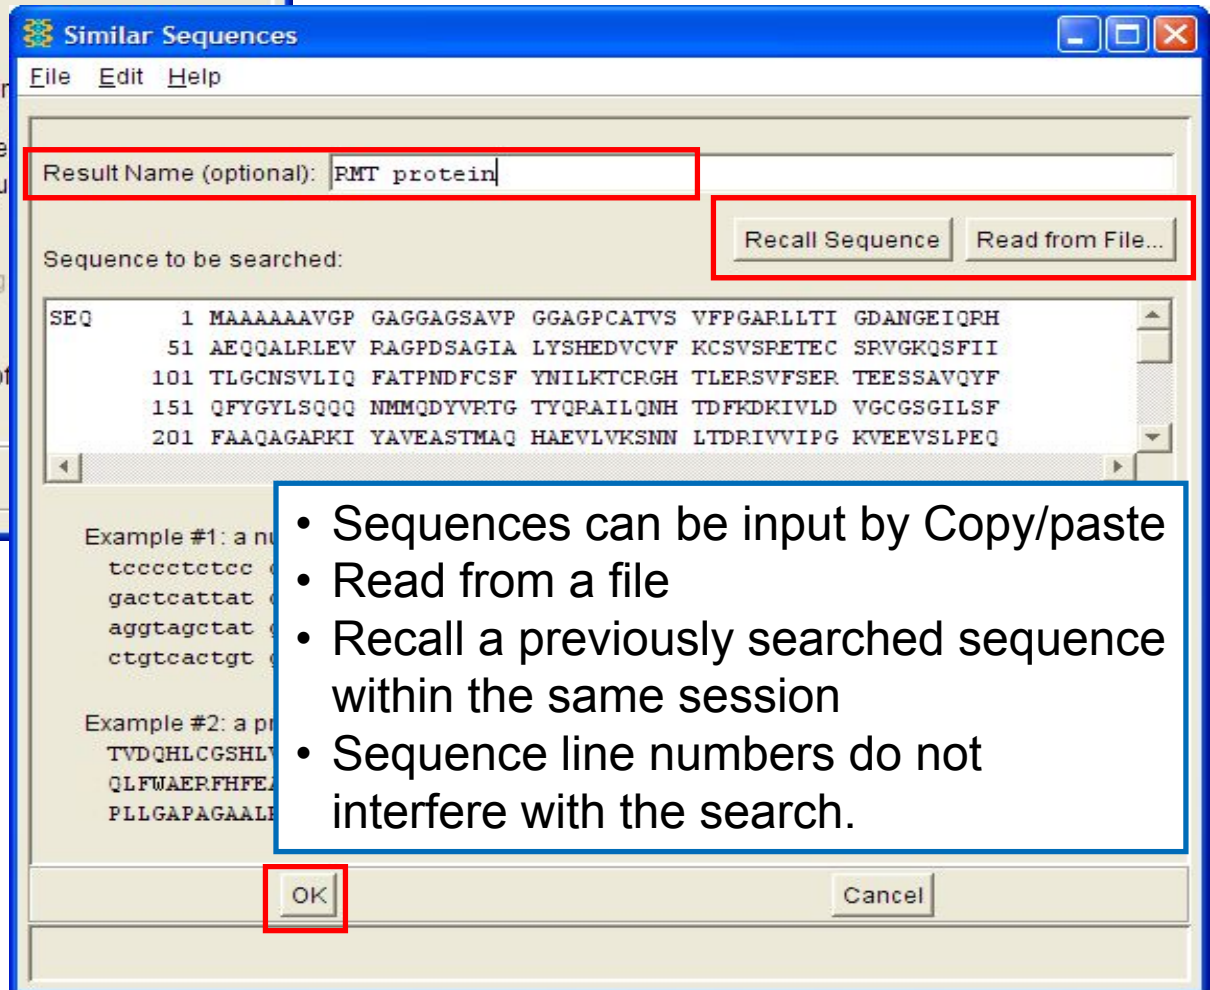 Similar Sequences
File Edit Help
Result Name (optional): RMT protein
Recall Sequence Read from File...
Sequence to be searched:
SEQ 1 MAAAAAAVGP GAGGAGSAVP GGAGPCATVS VFPGARLLTI GDANGEIQRH
51 AEQQALRLEV RAGPDSAGIA LYSHEDVCVF KCSVSRETEC SRVGKQSFII
101 TLGCNSVLIQ FATPNDFCSF YNILKTCRGH TLERSVFSER TEESSAVQYF
151 QFYGYLSQQQ NMMQDYVRTG TYQRAILQNH TDFKDKIVLD VGCGSGILSF
201 FAAQAGARKI YAVEASTMAQ HAEVLVKSNN LTDRIVVIPG KVEEVSLPEQ
Example #1: a nu
tcccctctcc
gactcattat
aggtagctat
ctgtcactgt
Example #2: a pr
TVDQHLCGSHLV
QLFWAERFHFEA
PLLGAPAGAAL
• Sequences can be input by Copy/paste
• Read from a file
• Recall a previously searched sequence
within the same session
• Sequence line numbers do not
interfere with the search.
OK Cancel